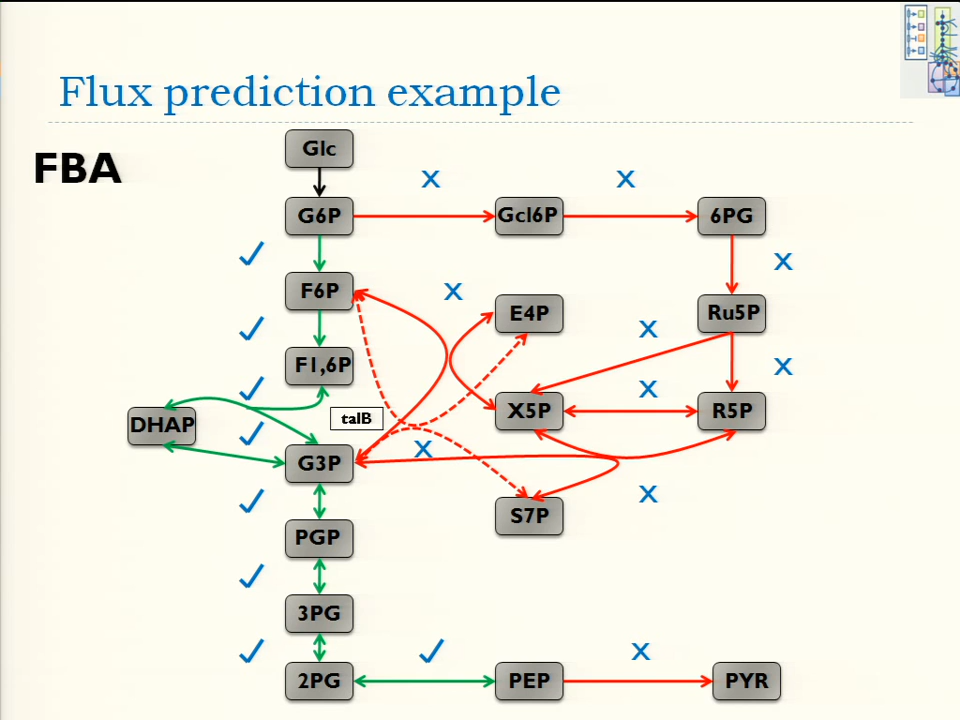 Flux prediction example
FBA
Glc
x x
G6P Gcl6P 6PG
✓ x
F6P x E4P Ru5P
✓ x
F1,6P x
✓ x
DHAP talB X5P R5P
✓ x
G3P
✓ x
S7P
PGP
✓
3PG
✓ ✓ x
2PG PEP PYR